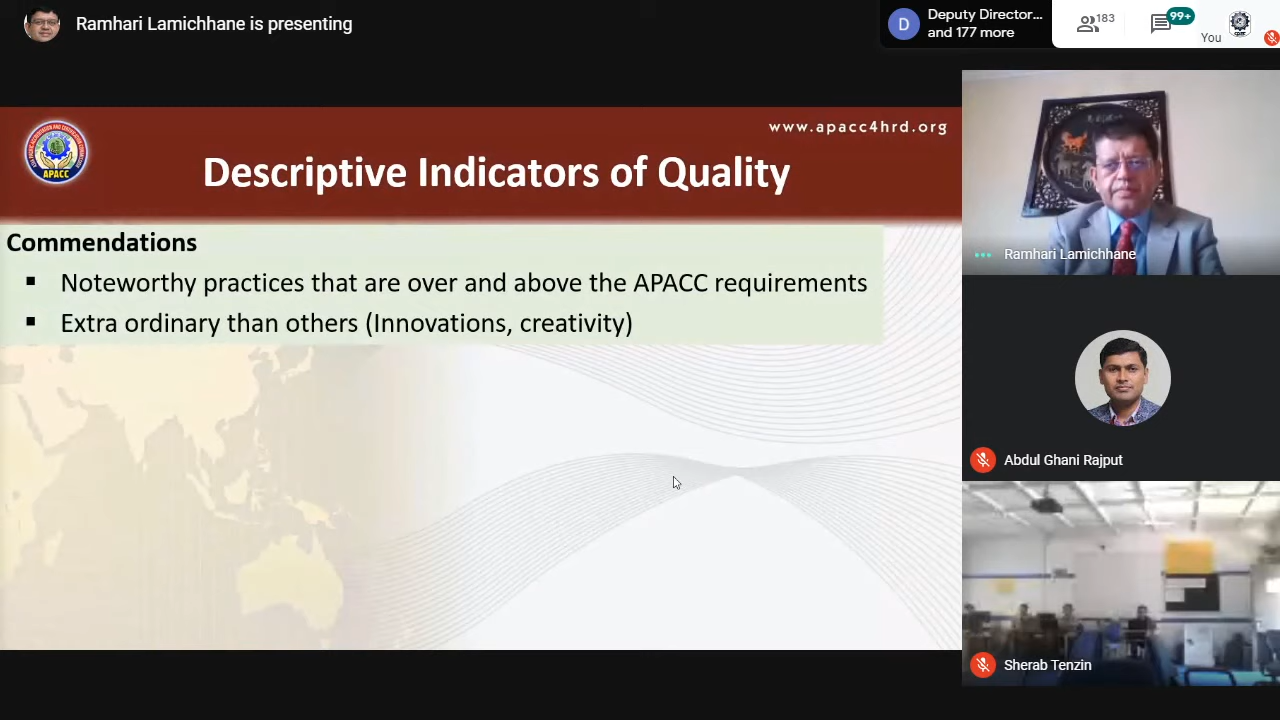 Ramhari Lamichhane is presenting
D
Deputy Director...
and 177 more
183
99+
You
www.apacc4hrd.org
APACC
Descriptive Indicators of Quality
Commendations
▪ Noteworthy practices that are over and above the APACC requirements
▪ Extra ordinary than others (Innovations, creativity)
Ramhari Lamichhane
Abdul Ghani Rajput
Sherab Tenzin